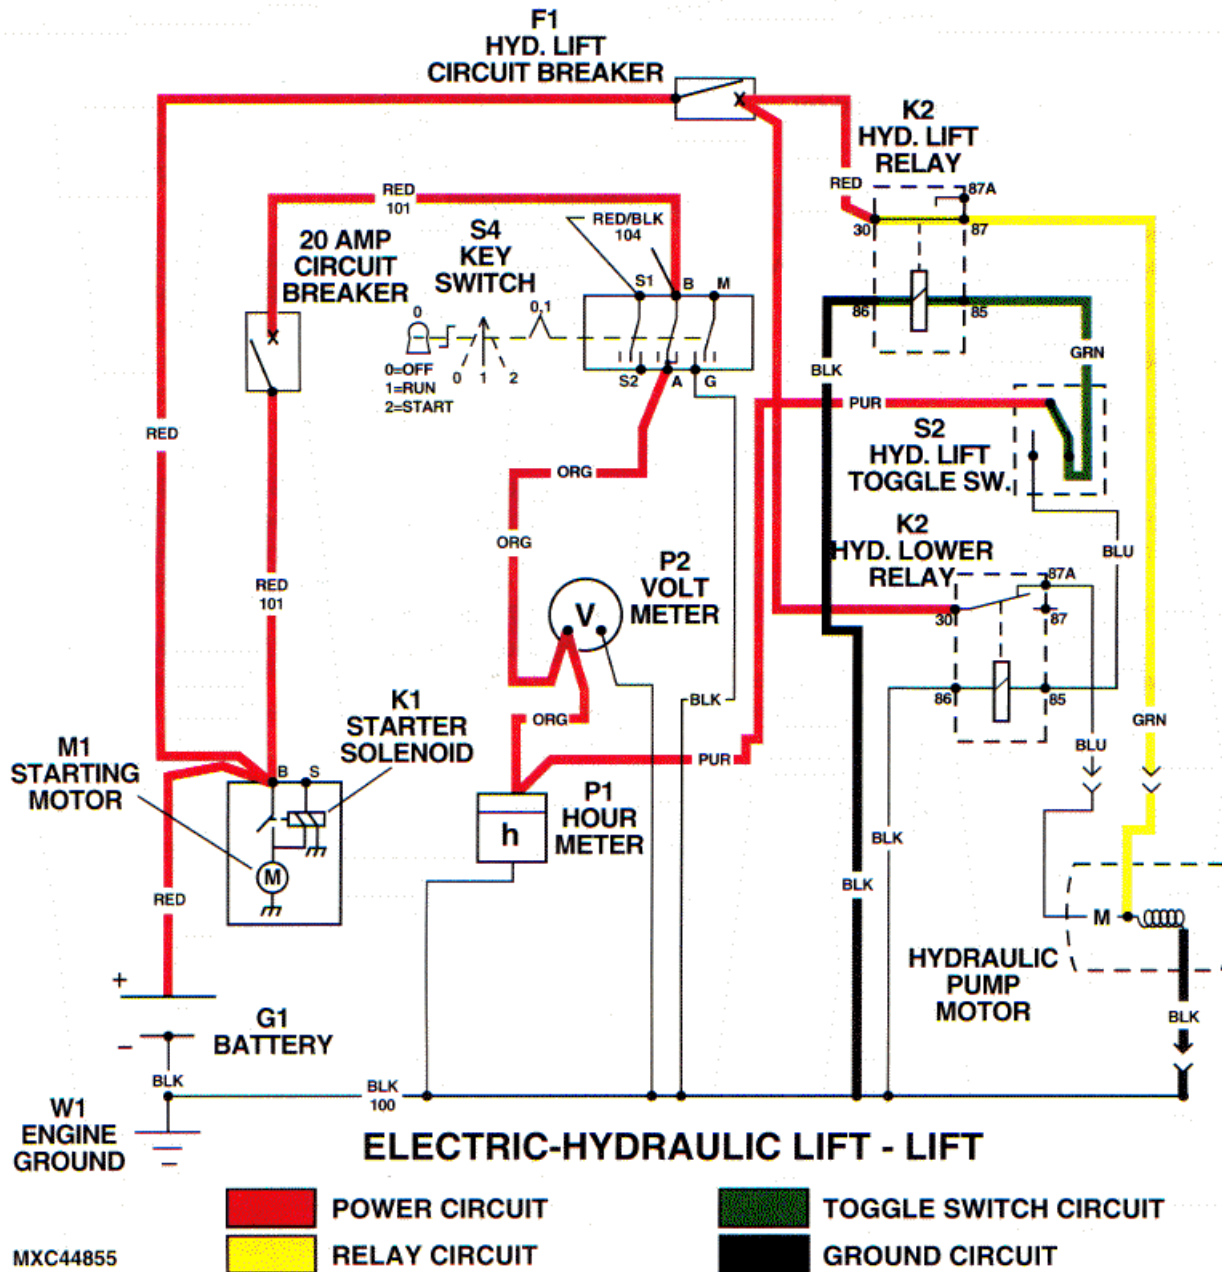 F1
HYD. LIFT
CIRCUIT BREAKER
K2
HYD. LIFT
RELAY
87A
RED
30
87
RED
101
RED/BLK
104
S4
KEY
SWITCH
20 AMP
CIRCUIT
BREAKER
S1
B
M
0
0,1
86
85
0=OFF
1=RUN
2=START
0
1
2
S2
A
G
BLK
GRN
PUR
RED
S2
HYD. LIFT
TOGGLE SW.
ORG
ORG
K2
HYD. LOWER
RELAY
BLU
87A
30
87
RED
101
P2
VOLT
METER
V
86
85
BLK
ORG
K1
STARTER
SOLENOID
GRN
BLU
M1
STARTING
MOTOR
B
S
PUR
P1
HOUR
METER
h
BLK
M
RED
BLK
M
HYDRAULIC
PUMP
MOTOR
BLK
+
G1
BATTERY
–
BLK
BLK
100
W1
ENGINE
GROUND
ELECTRIC-HYDRAULIC LIFT - LIFT
POWER CIRCUIT
TOGGLE SWITCH CIRCUIT
RELAY CIRCUIT
GROUND CIRCUIT
MXC44855